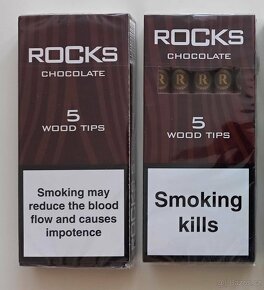 ROCKS
CHOCOLATE
5
WOOD TIPS
Smoking may
reduce the blood
flow and causes
impotence
ROCKS
CHOCOLATE
R R R R
5
WOOD TIPS
Smoking
kills